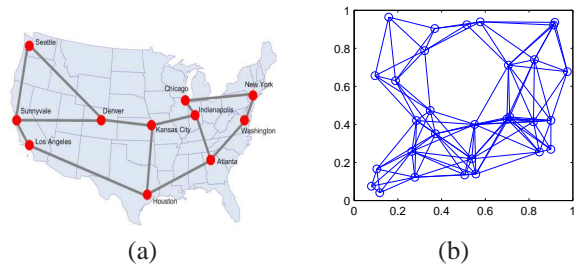 Seattle
Sunnyvale
Los Angeles
Denver
Kansas City
Houston
Chicago
Indianapolis
Atlanta
New York
Washington
(a)
1
0.8
0.6
0.4
0.2
0
0.2
0.4
0.6
0.8
1
0
(b)